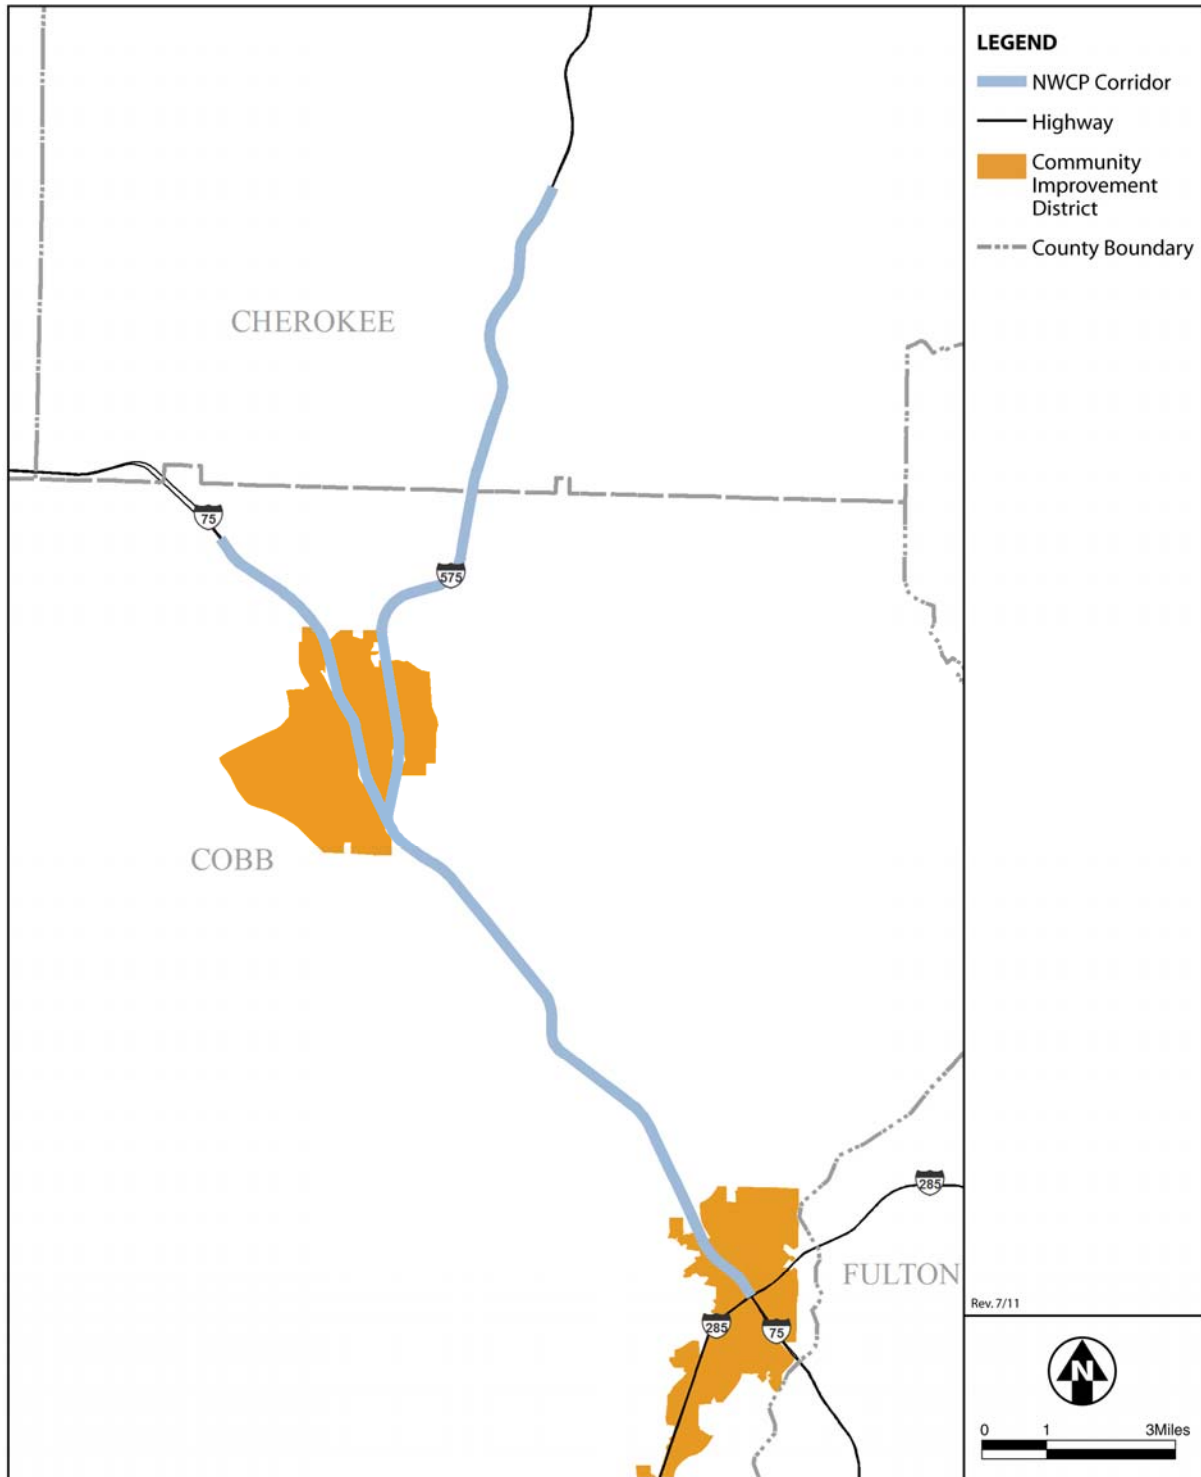 LEGEND
NWCP Corridor
Highway
Community
Improvement
District
County Boundary
CHEROKEE
75
575
COBB
285
FULTON
285
75
Rev. 7/11
N
0 1 3Miles